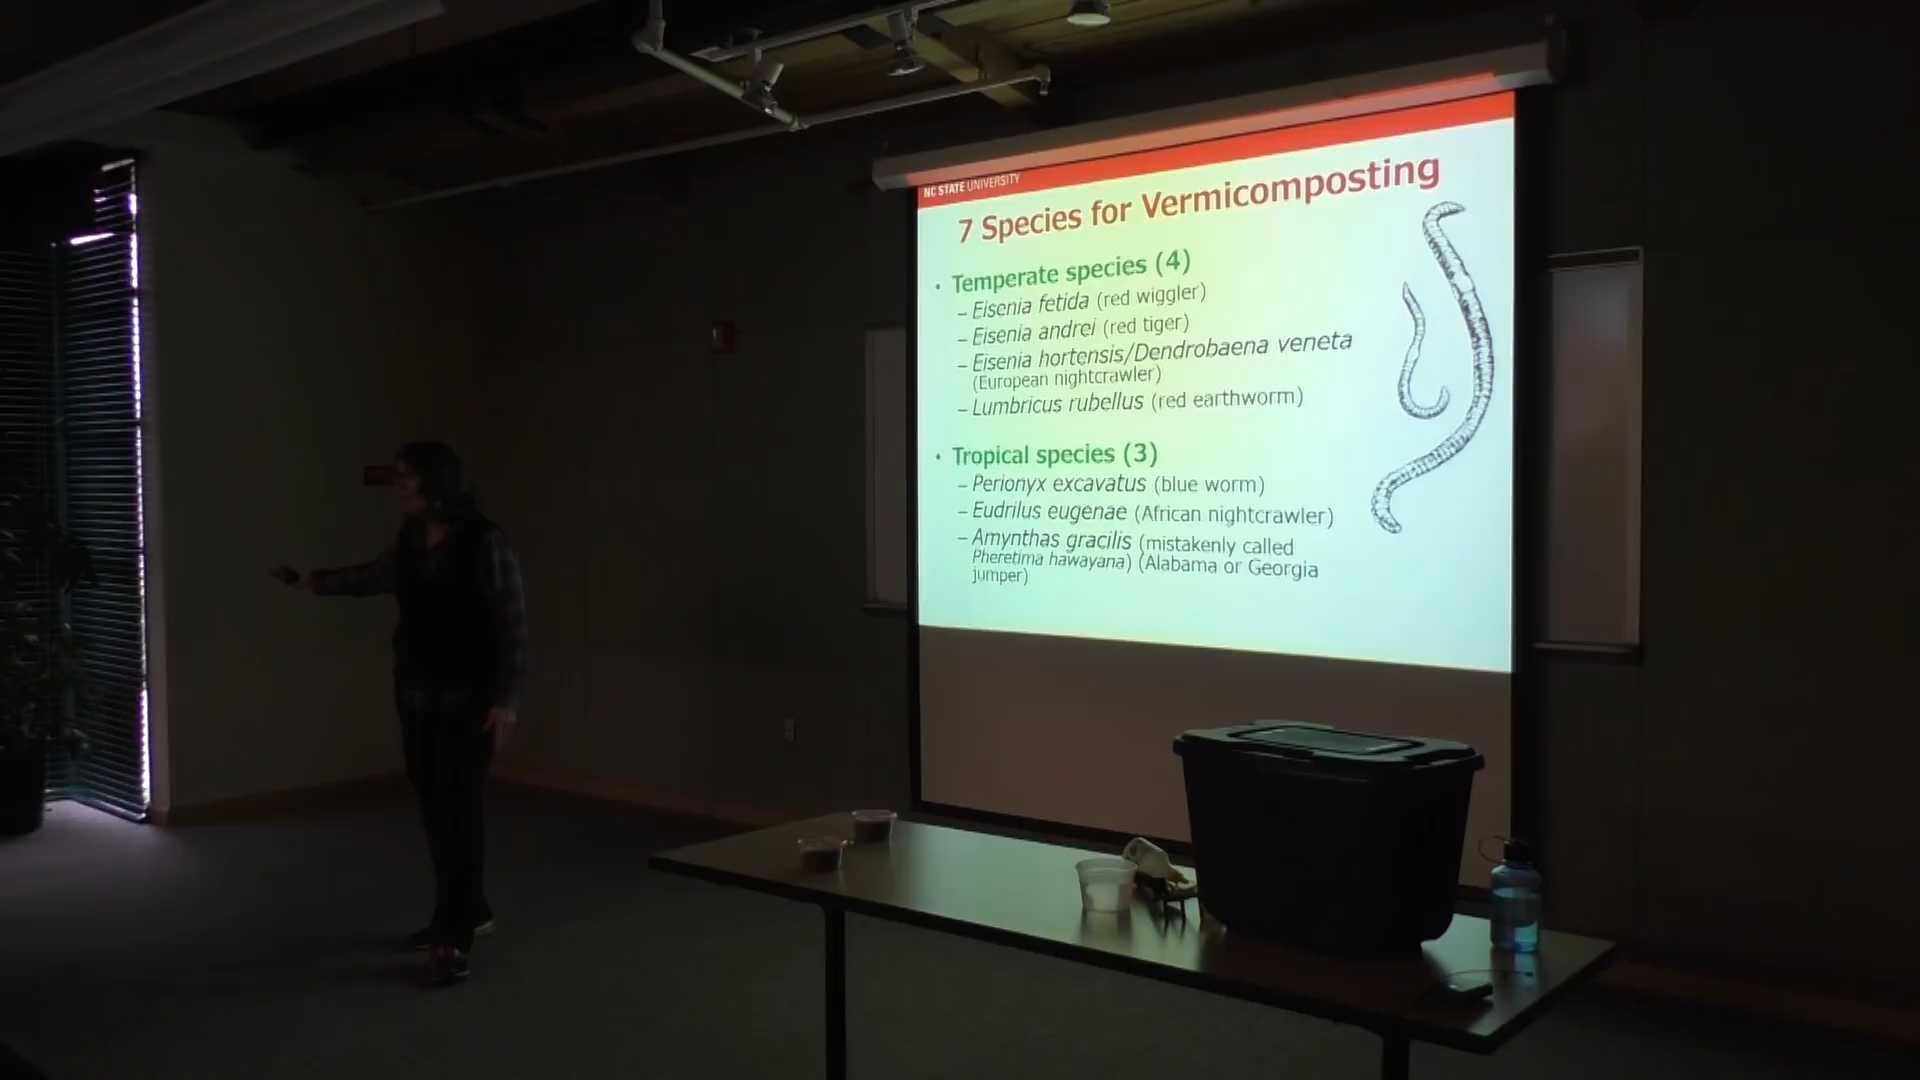 NC STATE UNIVERSITY
7 Species for Vermicomposting
• Temperate species (4)
– Eisenia fetida (red wiggler)
– Eisenia andrei (red tiger)
– Eisenia hortensis/Dendrobaena veneta
(European nightcrawler)
– Lumbricus rubellus (red earthworm)
• Tropical species (3)
– Perionyx excavatus (blue worm)
– Eudrilus eugenae (African nightcrawler)
– Amynthas gracilis (mistakenly called
Pheretima hawayana) (Alabama or Georgia
jumper)